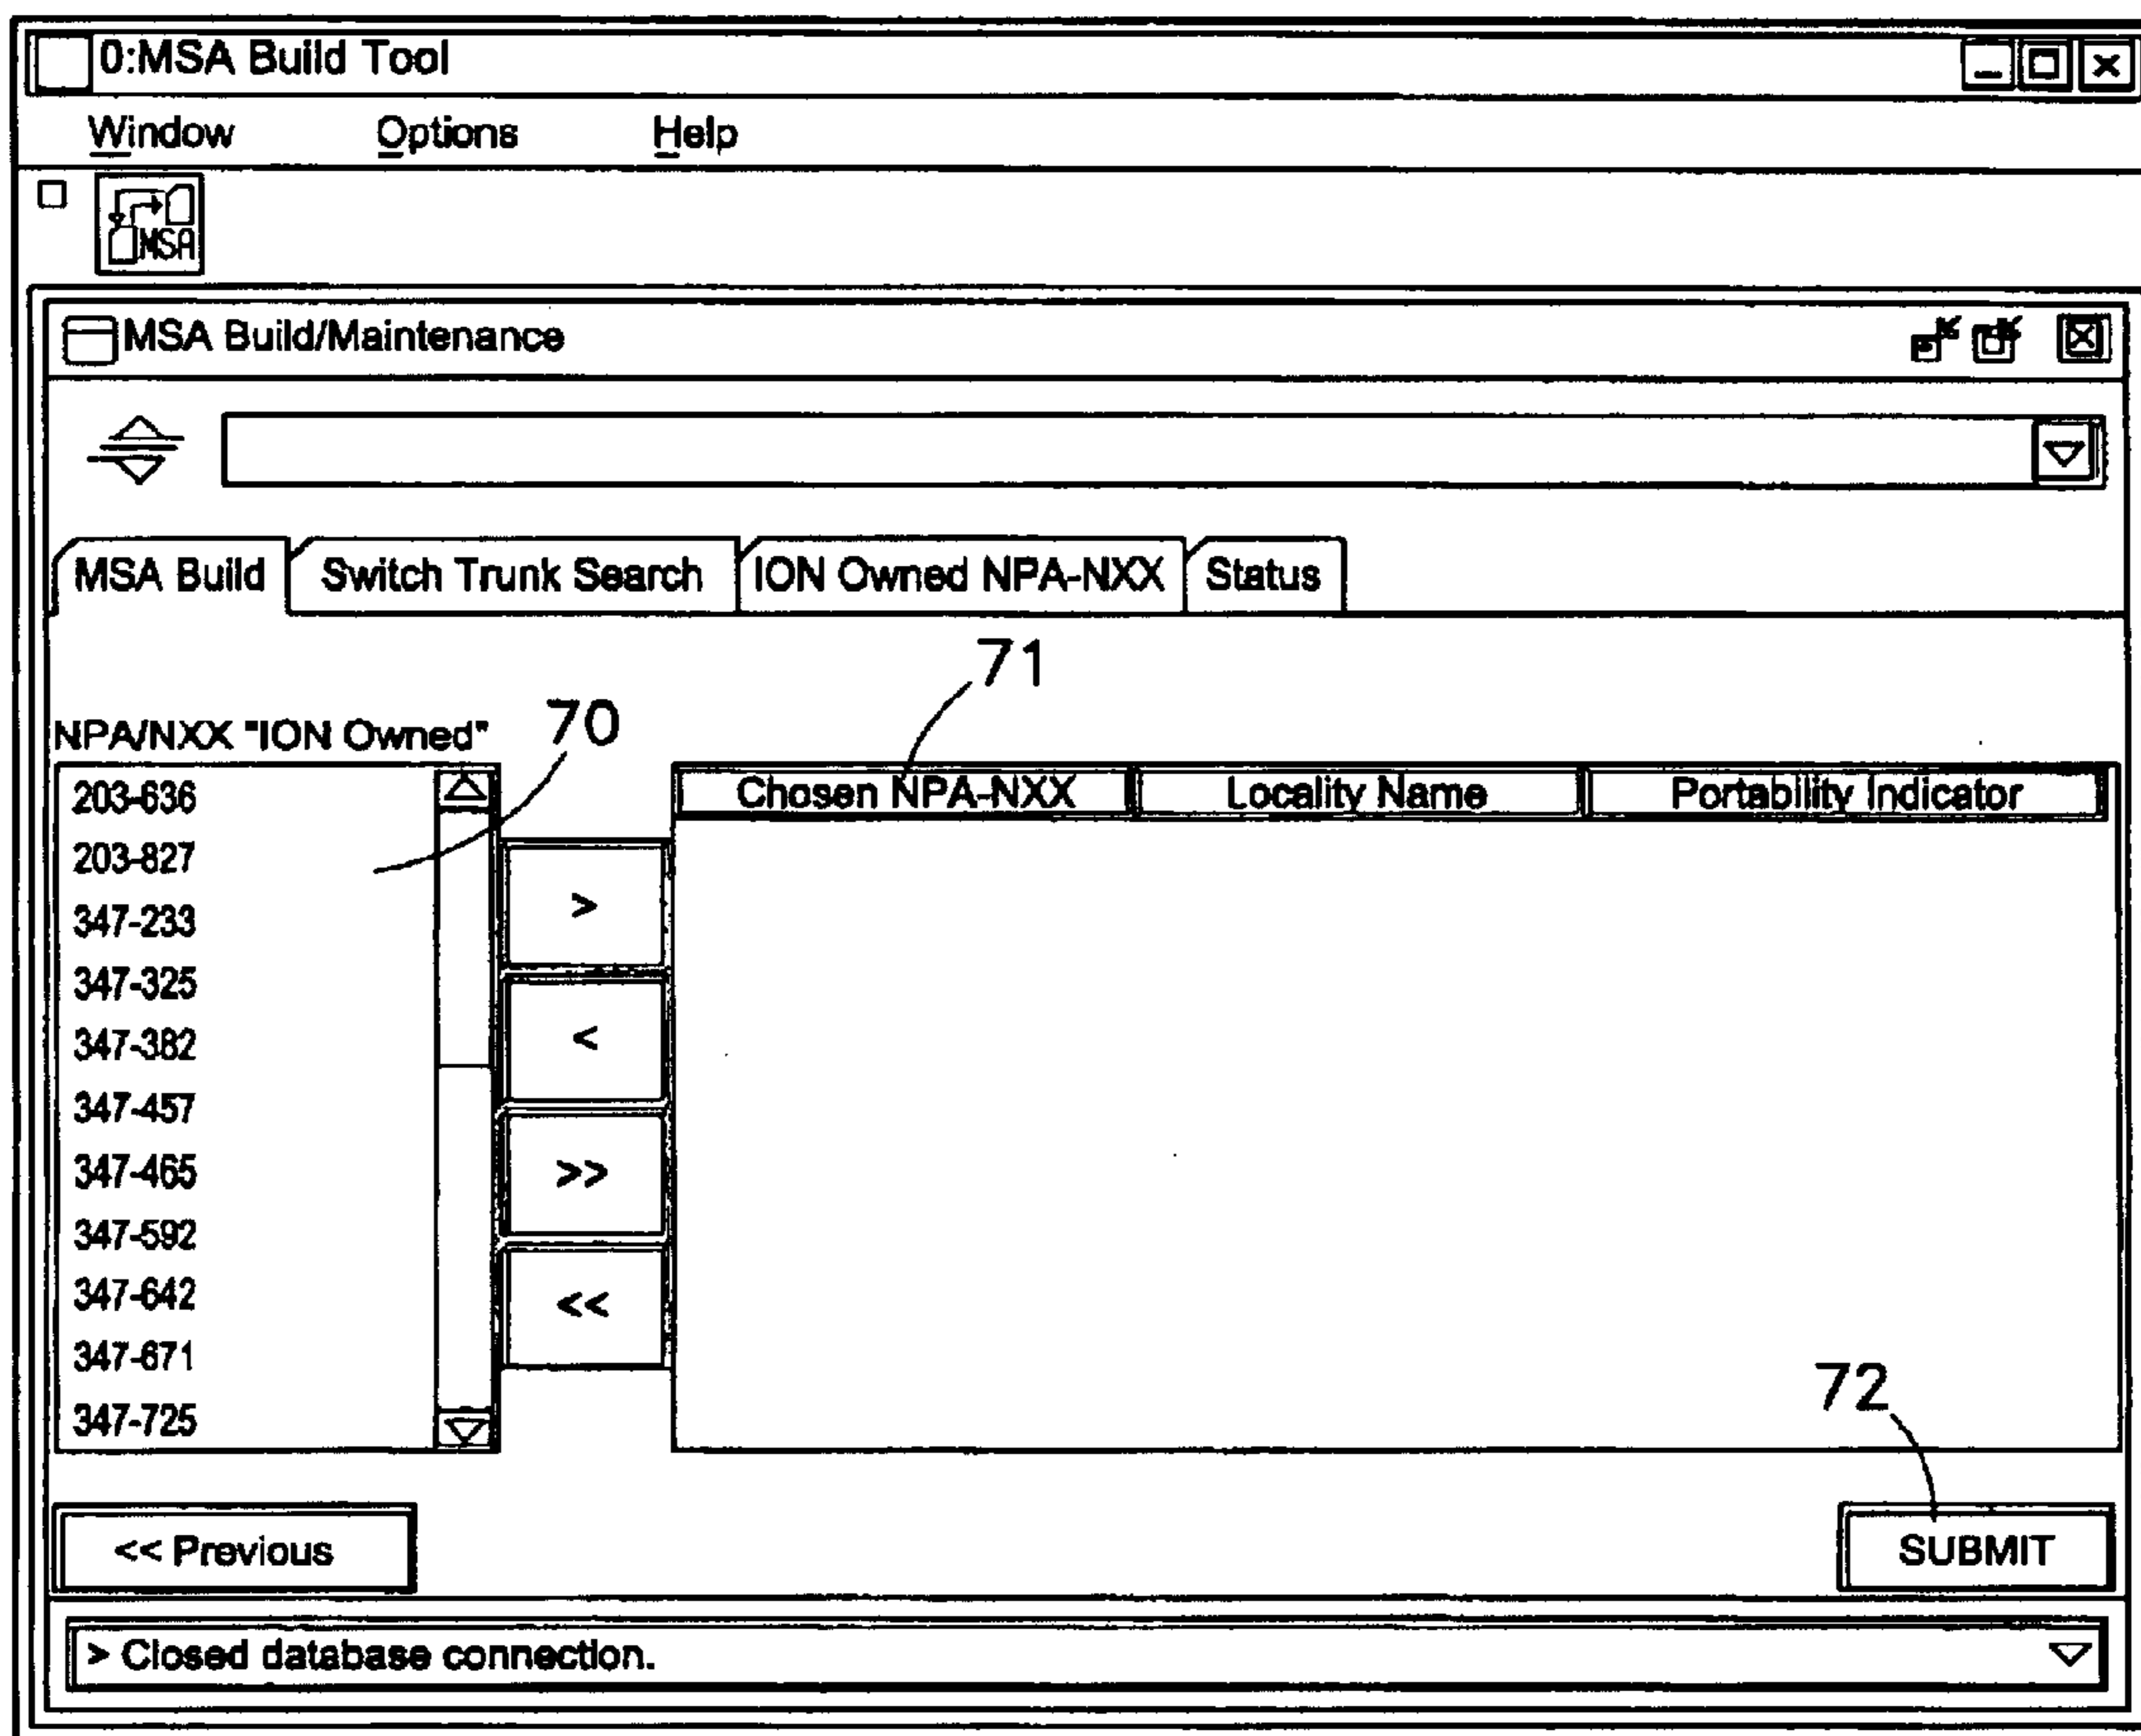 0:MSA Build Tool
Window Options Help
MSA
MSA Build/Maintenance
MSA Build Switch Trunk Search ION Owned NPA-NXX Status
71
70
NPA/NXX "ION Owned"
Chosen NPA-NXX Locality Name Portability Indicator
203-636
203-827
347-233
347-325
347-382
347-457
347-465
347-592
347-642
347-671
347-725
>
<
>>
<<
72
<< Previous
SUBMIT
> Closed database connection.